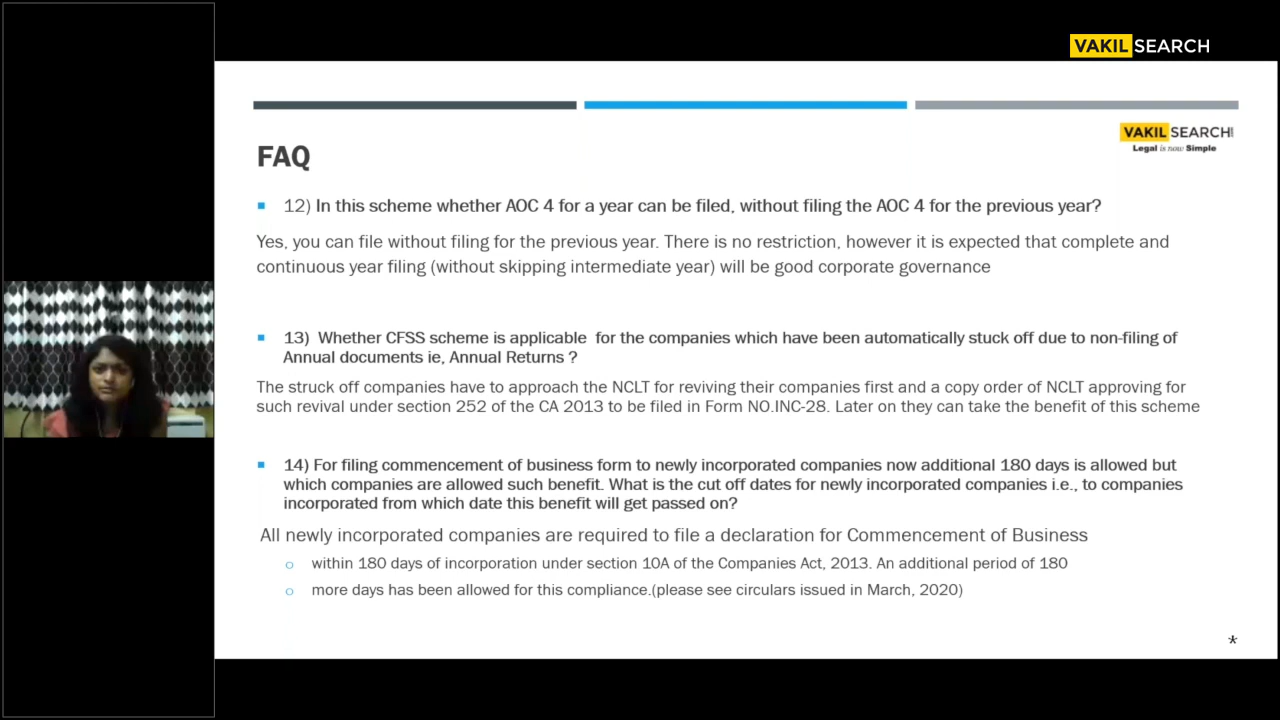 VAKILSEARCH
VAKILSEARCH
Legal is now Simple
FAQ
12) In this scheme whether AOC 4 for a year can be filed, without filing the AOC 4 for the previous year?
Yes, you can file without filing for the previous year. There is no restriction, however it is expected that complete and
continuous year filing (without skipping intermediate year) will be good corporate governance
13) Whether CFSS scheme is applicable for the companies which have been automatically stuck off due to non-filing of
Annual documents ie, Annual Returns ?
The struck off companies have to approach the NCLT for reviving their companies first and a copy order of NCLT approving for
such revival under section 252 of the CA 2013 to be filed in Form NO.INC-28. Later on they can take the benefit of this scheme
14) For filing commencement of business form to newly incorporated companies now additional 180 days is allowed but
which companies are allowed such benefit. What is the cut off dates for newly incorporated companies i.e., to companies
incorporated from which date this benefit will get passed on?
All newly incorporated companies are required to file a declaration for Commencement of Business
within 180 days of incorporation under section 10A of the Companies Act, 2013. An additional period of 180
more days has been allowed for this compliance.(please see circulars issued in March, 2020)
*